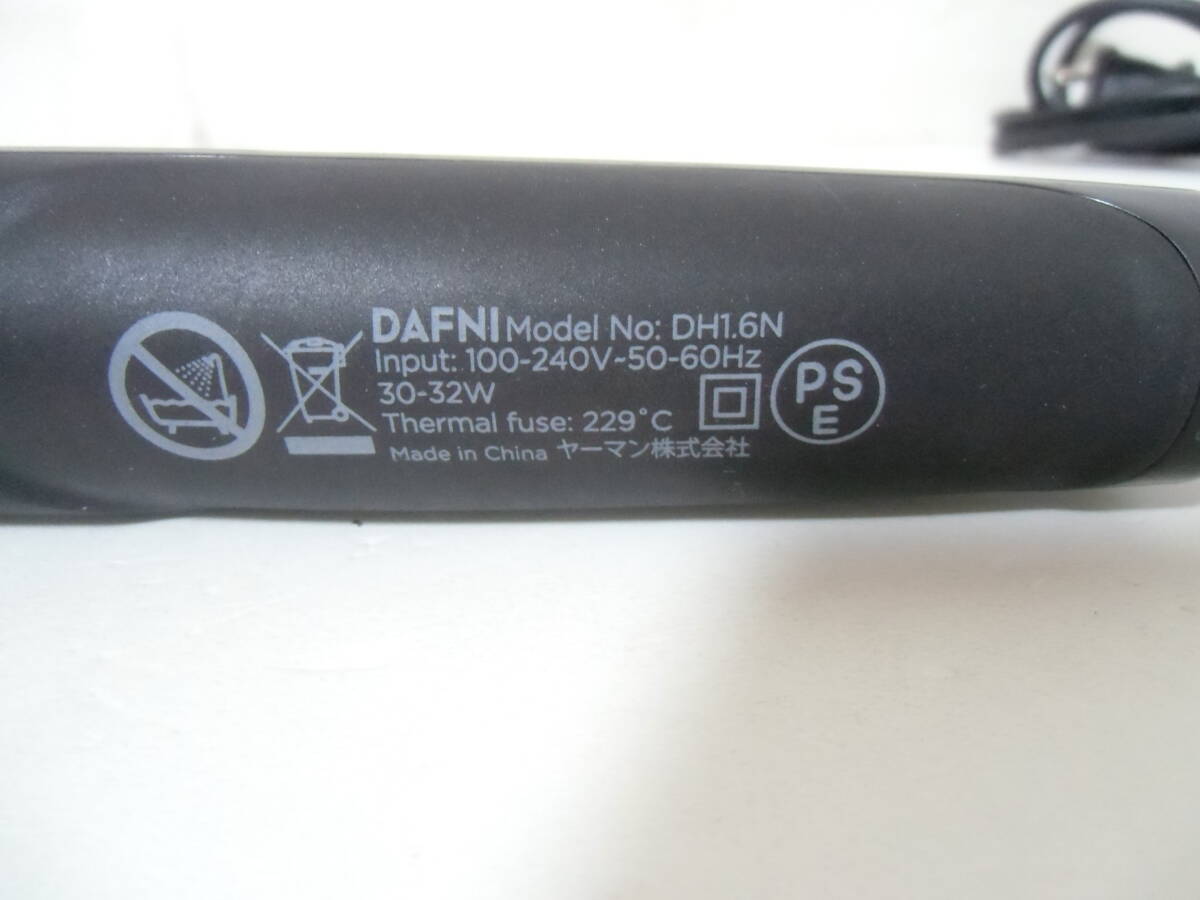 DAFNI Model No: DH1.6N
Input: 100-240V~50-60Hz
30-32W
Thermal fuse: 229°C
Made in China ヤーマン株式会社
PS
E